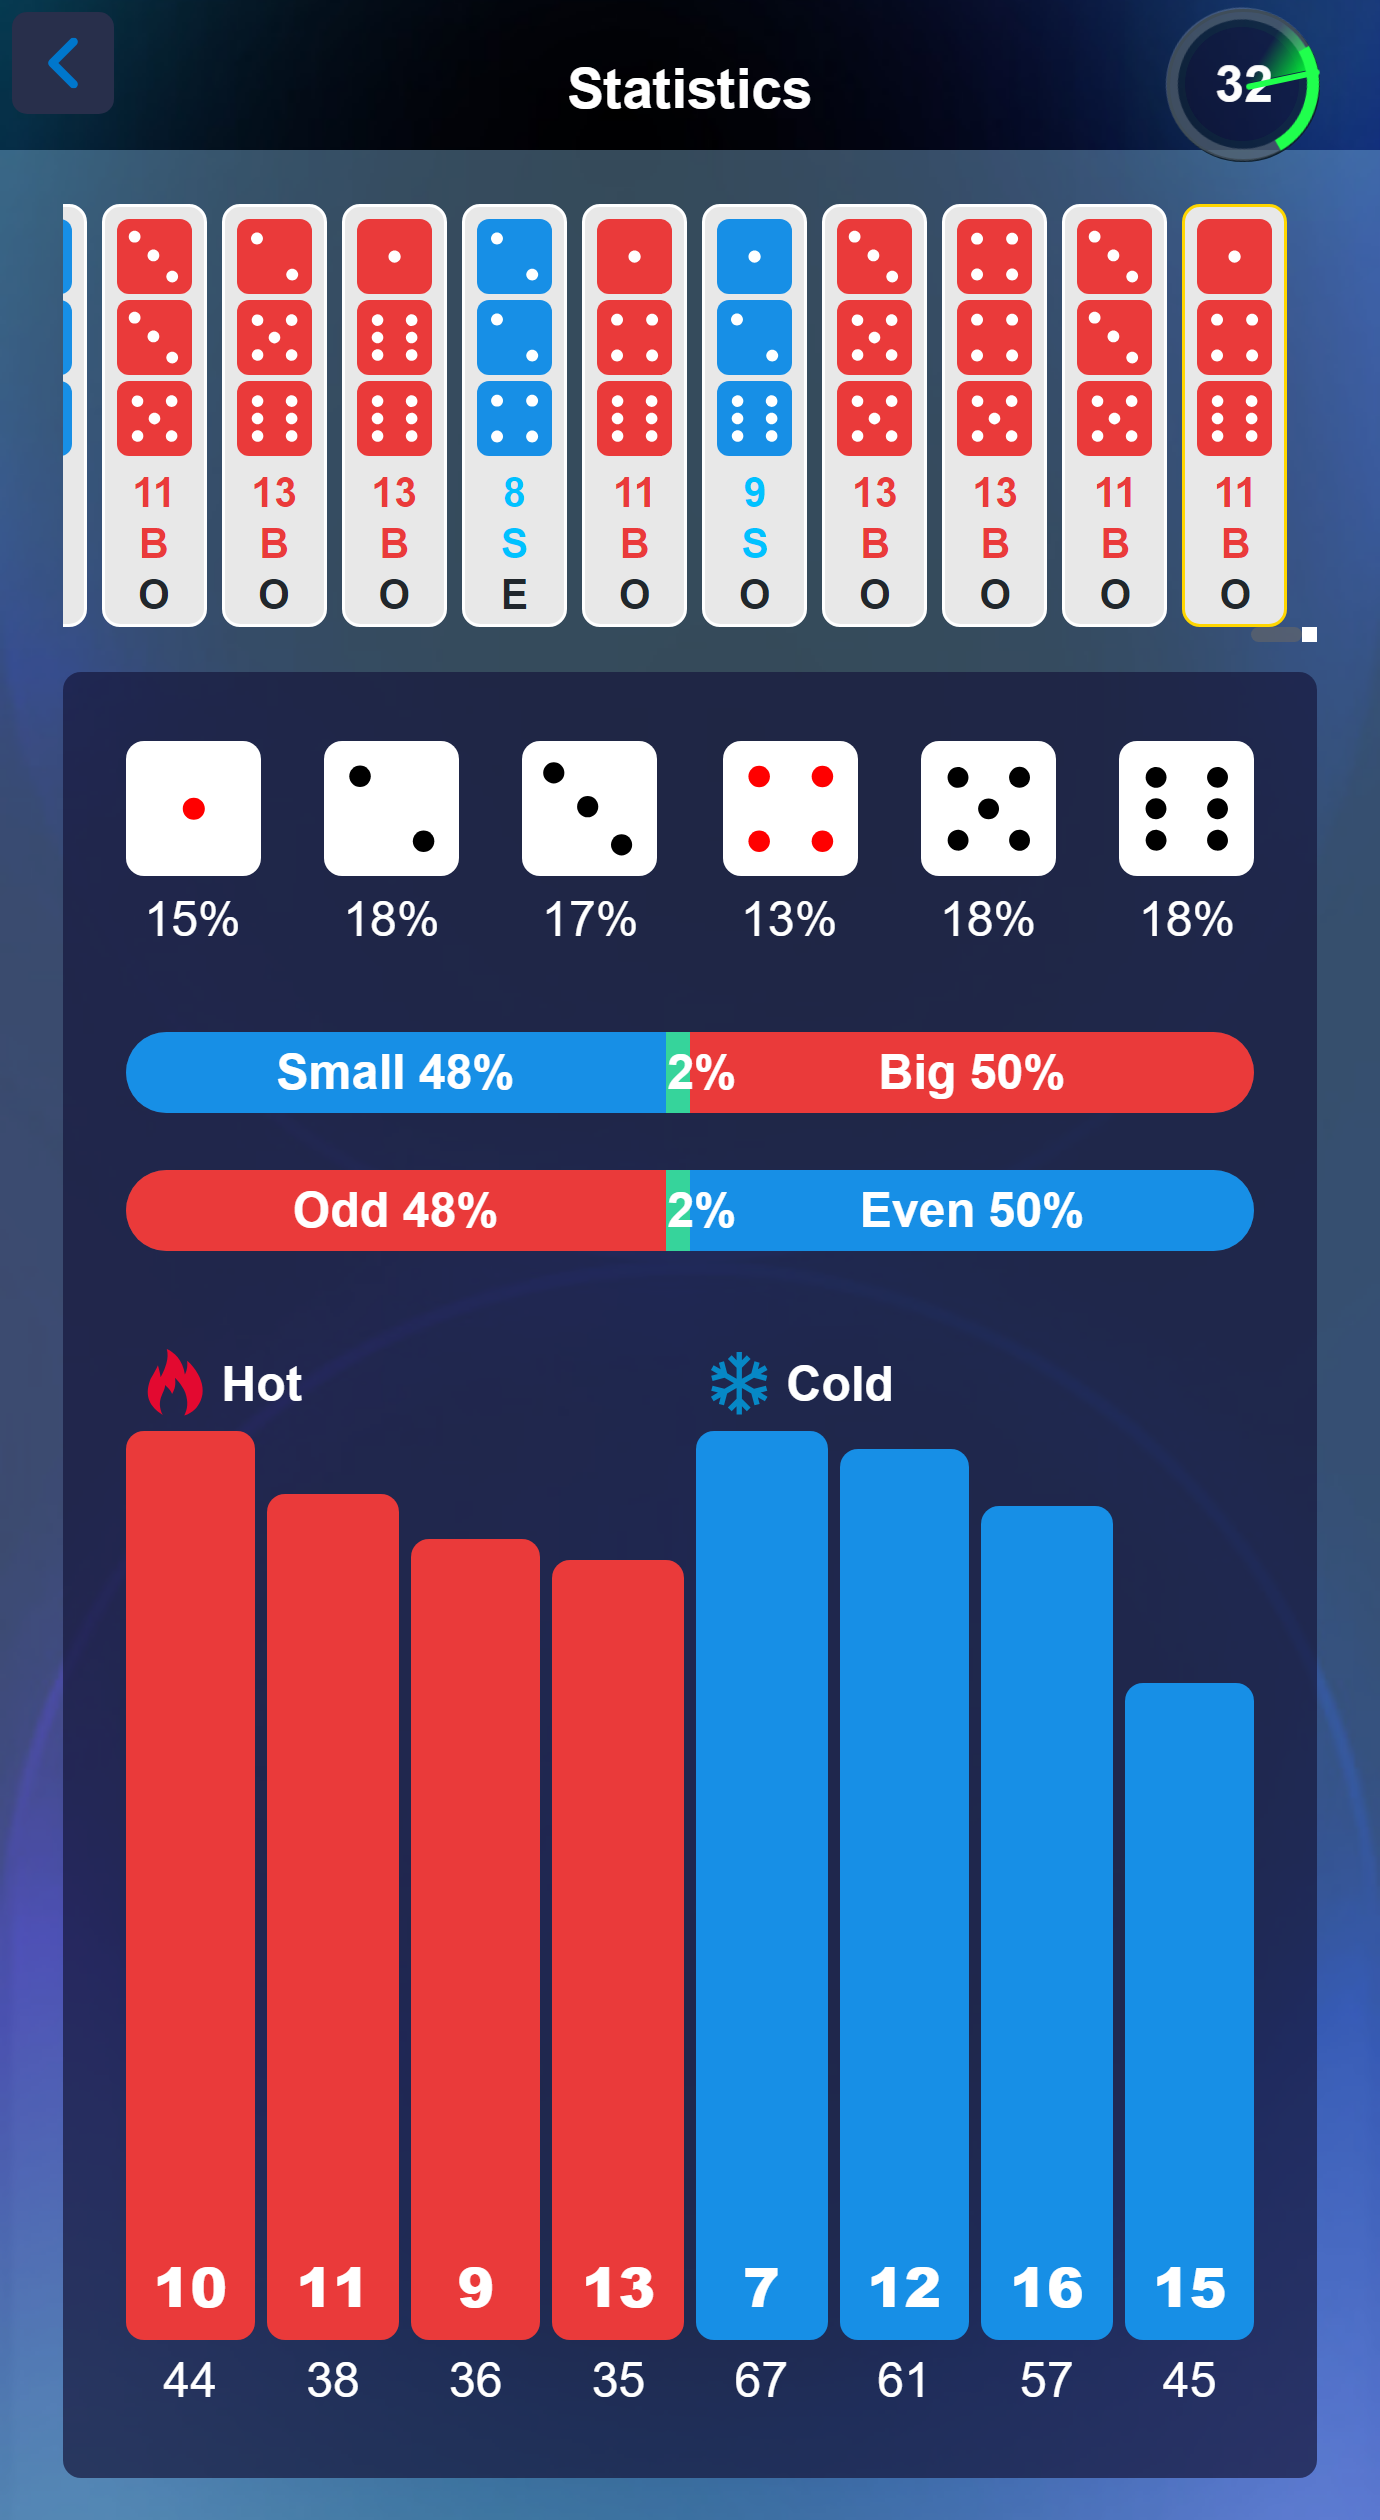 Statistics
32
11 13 13 8 11 9 13 13 11 11
B B B S B S B B B B
O O O E O O O O O O
15% 18% 17% 13% 18% 18%
Small 48% 2% Big 50%
Odd 48% 2% Even 50%
Hot Cold
10 11 9 13 7 12 16 15
44 38 36 35 67 61 57 45